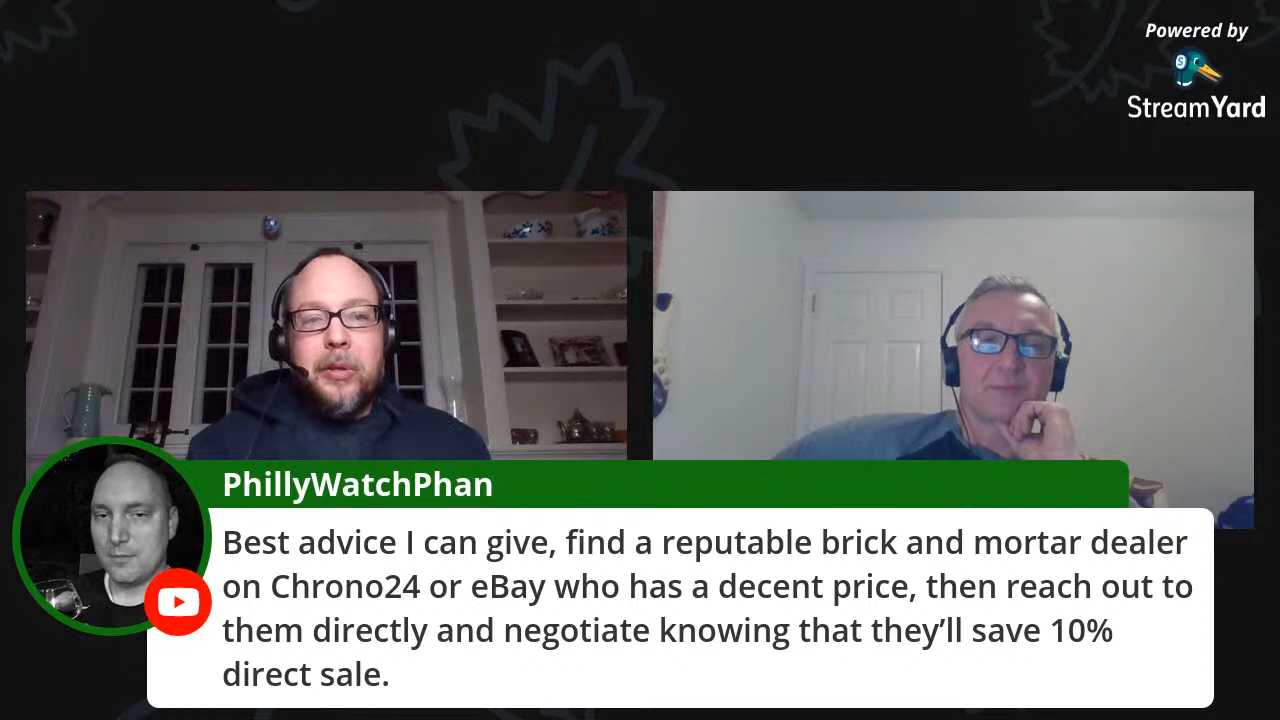 Powered by
StreamYard
PhillyWatchPhan
Best advice I can give, find a reputable brick and mortar dealer
on Chrono24 or eBay who has a decent price, then reach out to
them directly and negotiate knowing that they’ll save 10%
direct sale.